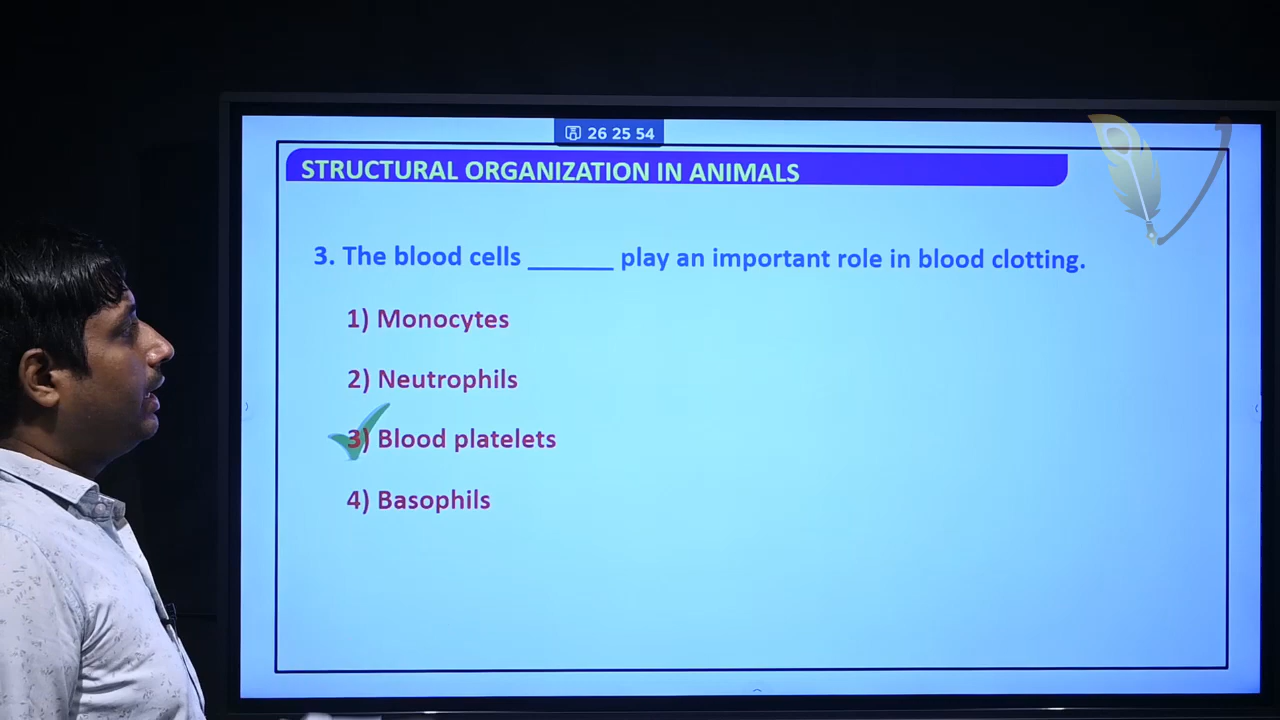 26 25 54
STRUCTURAL ORGANIZATION IN ANIMALS
3. The blood cells ______ play an important role in blood clotting.
1) Monocytes
2) Neutrophils
3) Blood platelets
4) Basophils